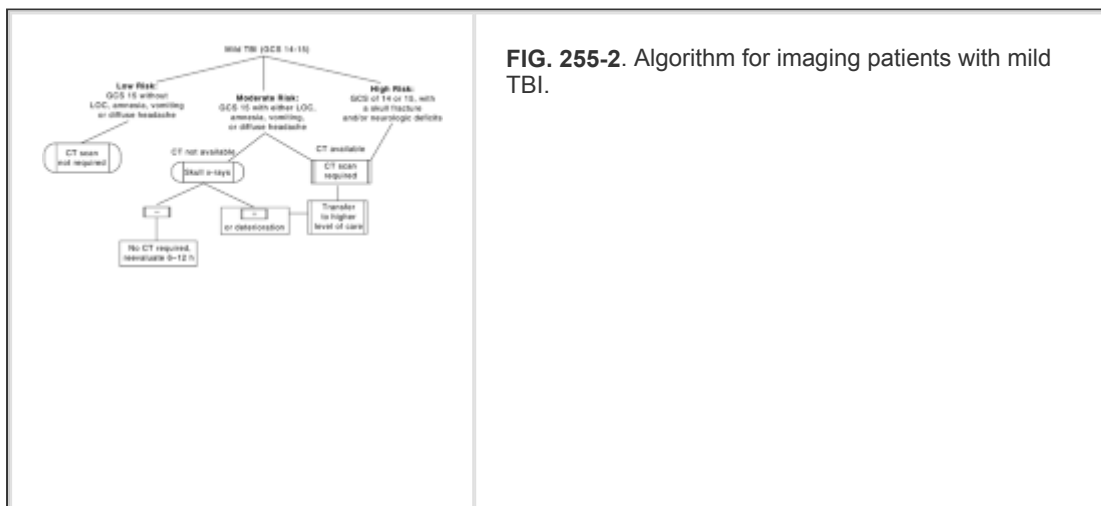 Mild TBI (GCS 14-15)
Low Risk:
GCS 15 without
LOC, amnesia, vomiting
or diffuse headache
Moderate Risk:
GCS 15 with either LOC,
amnesia, vomiting,
or diffuse headache
High Risk:
GCS of 14 or 15, with
a skull fracture
and/or neurologic deficits
CT scan
not required
CT not available
CT available
Skull x-rays
CT scan
required
–
+
or deterioration
Transfer
to higher
level of care
No CT required,
reevaluate 6–12 h
FIG. 255-2. Algorithm for imaging patients with mild
TBI.